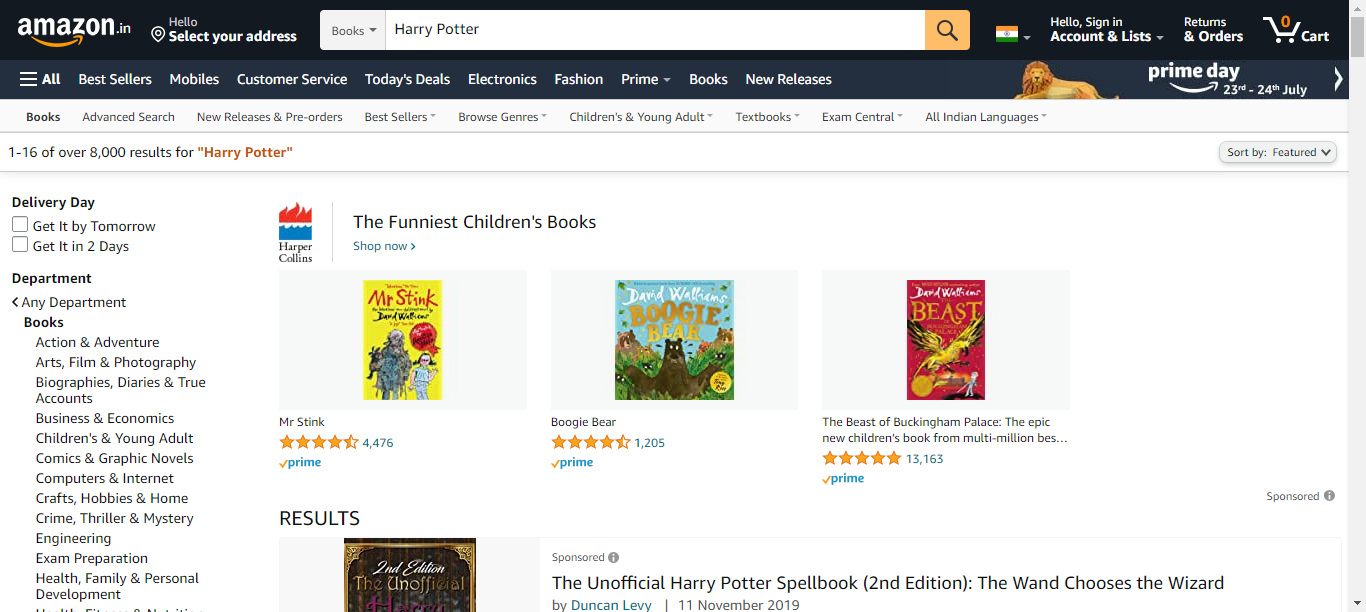 amazon.in
Hello
Select your address
Books
Harry Potter
Hello, Sign in
Account & Lists
Returns
& Orders
0
Cart
All
Best Sellers
Mobiles
Customer Service
Today's Deals
Electronics
Fashion
Prime
Books
New Releases
prime day
23rd - 24th July
Books
Advanced Search
New Releases & Pre-orders
Best Sellers
Browse Genres
Children's & Young Adult
Textbooks
Exam Central
All Indian Languages
1-16 of over 8,000 results for "Harry Potter"
Sort by: Featured
Delivery Day
Get It by Tomorrow
Get It in 2 Days
Department
Any Department
Books
Action & Adventure
Arts, Film & Photography
Biographies, Diaries & True
Accounts
Business & Economics
Children's & Young Adult
Comics & Graphic Novels
Computers & Internet
Crafts, Hobbies & Home
Crime, Thriller & Mystery
Engineering
Exam Preparation
Health, Family & Personal
Development
Harper
Collins
The Funniest Children's Books
Shop now
Mr Stink
David Walliams
Mr Stink
4,476
prime
David Walliams
BOOGIE
BEAR
Tony
Ross
Boogie Bear
1,205
prime
David Walliams
THE
BEAST
OF
BUCKINGHAM
PALACE
The Beast of Buckingham Palace: The epic
new children's book from multi-million bes...
13,163
prime
Sponsored
RESULTS
2nd Edition
The Unofficial
Harry
Sponsored
The Unofficial Harry Potter Spellbook (2nd Edition): The Wand Chooses the Wizard
by Duncan Levy | 11 November 2019